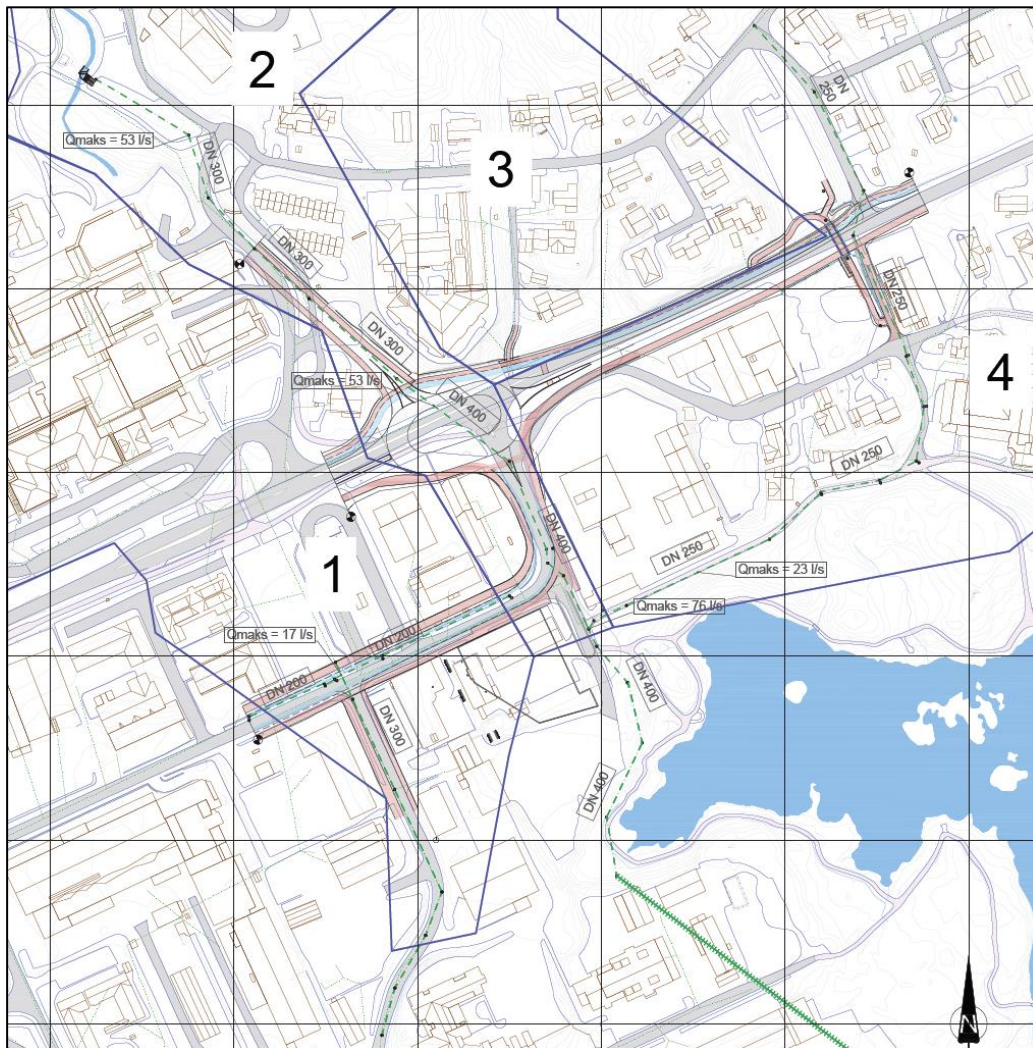 2
DN
250
Qmaks = 53 l/s
DN 300
3
DN 300
DN250
DN 300
4
Qmaks = 53 l/s
DN 400
DN 250
DN 400
DN 250
1
Qmaks = 23 l/s
Qmaks = 76 l/s
Qmaks = 17 l/s
DN 200
DN 200
DN 400
DN 300
DN 400
N